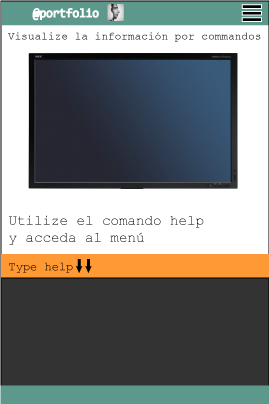 @portfolio
Visualize la información por commandos
Utilize el comando help
y acceda al menú
Type help